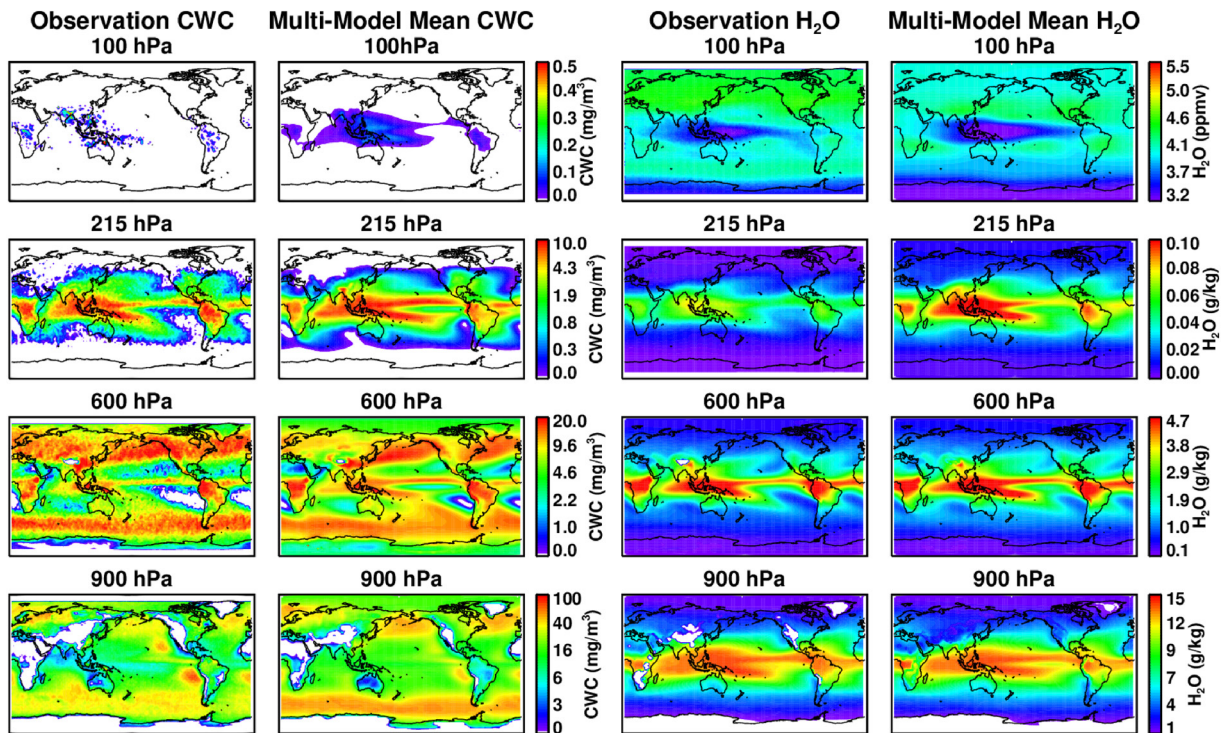 Observation CWC
Multi-Model Mean CWC
Observation H₂O
Multi-Model Mean H₂O
100 hPa
100hPa
100 hPa
100 hPa
0.5
0.4
0.3
0.2
0.1
0.0
CWC (mg/m³)
5.5
5.0
4.6
4.1
3.7
3.2
H₂O (ppmv)
215 hPa
215 hPa
215 hPa
215 hPa
10.0
4.3
1.9
0.8
0.3
0.0
CWC (mg/m³)
0.10
0.08
0.06
0.04
0.02
0.00
H₂O (g/kg)
600 hPa
600 hPa
600 hPa
600 hPa
20.0
9.6
4.6
2.2
1.0
0.0
CWC (mg/m³)
4.7
3.8
2.9
1.9
1.0
0.1
H₂O (g/kg)
900 hPa
900 hPa
900 hPa
900 hPa
100
40
16
6
3
0
CWC (mg/m³)
15
12
9
7
4
1
H₂O (g/kg)